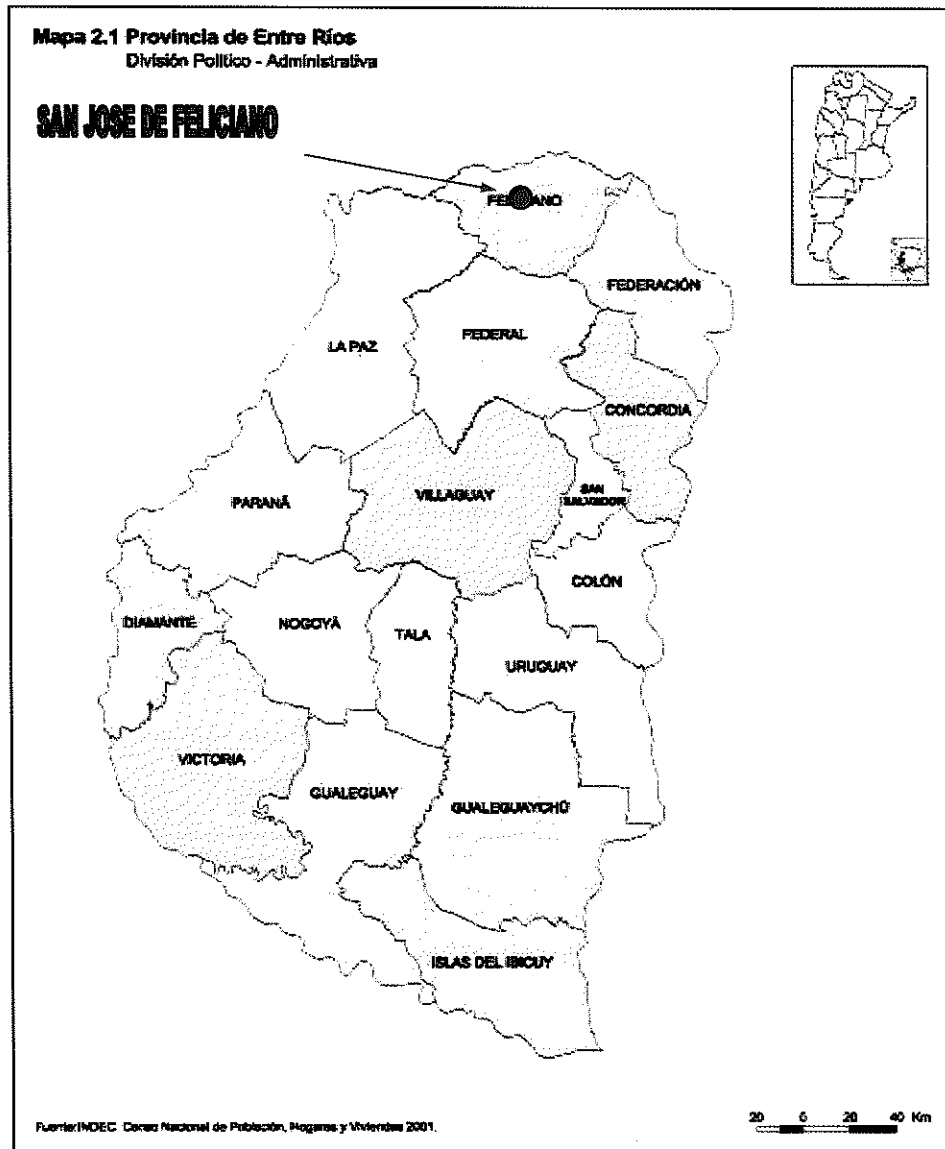 Mapa 2.1 Provincia de Entre Ríos
División Político - Administrativa
SAN JOSE DE FELICIANO
FELICIANO
FEDERACIÓN
FEDERAL
LA PAZ
CONCORDIA
VILLAGUAY
SAN
SALVADOR
PARANÁ
COLÓN
DIAMANTE
NOGOYÁ
TALA
URUGUAY
VICTORIA
GUALEGUAY
GUALEGUAYCHÚ
ISLAS DEL IBICUY
Fuente:INDEC. Censo Nacional de Población, Hogares y Viviendas 2001.
20 0 20 40 Km